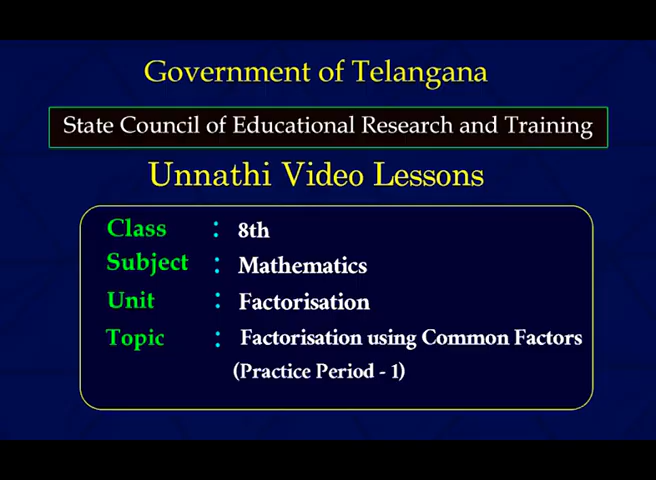 Government of Telangana
State Council of Educational Research and Training
Unnathi Video Lessons
Class : 8th
Subject : Mathematics
Unit : Factorisation
Topic : Factorisation using Common Factors
(Practice Period - 1)